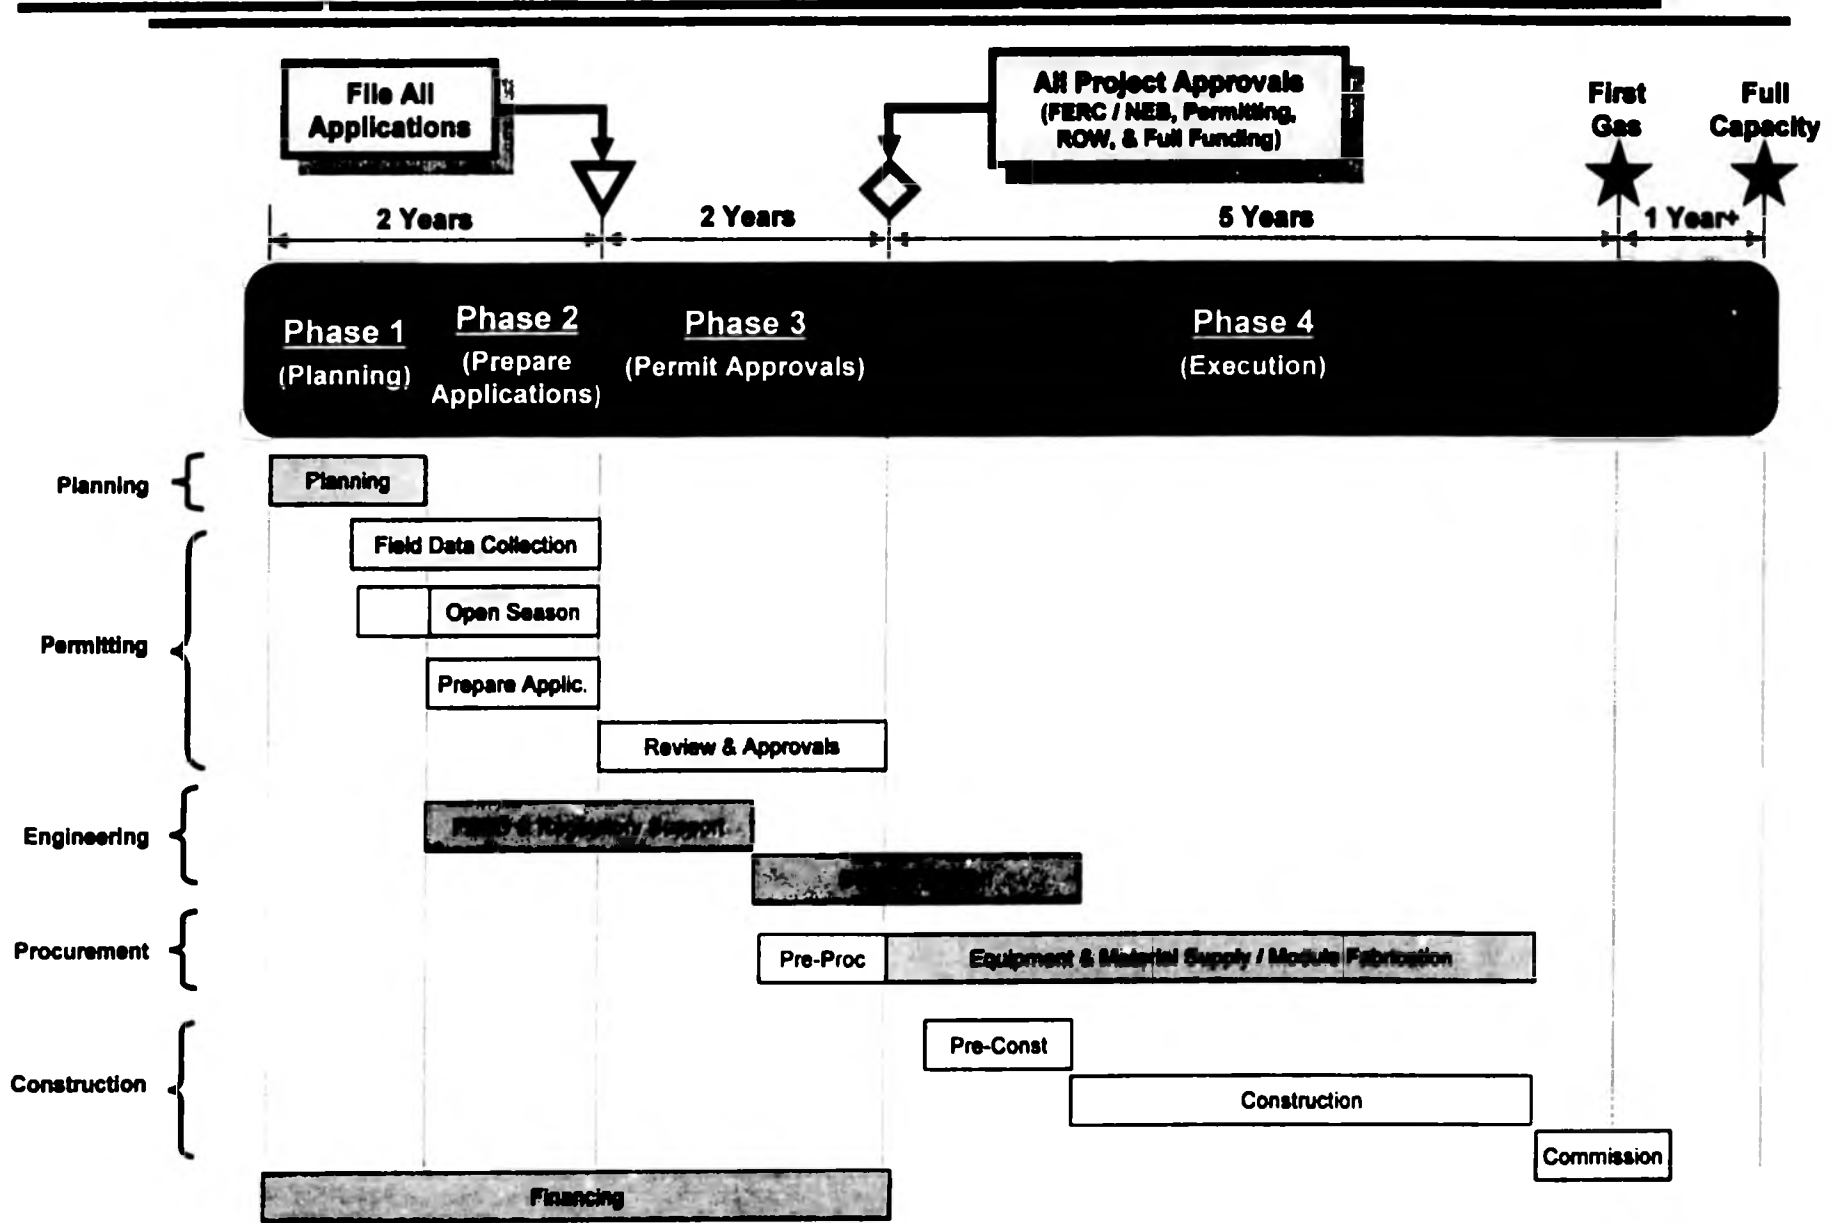 File All
Applications
All Project Approvals
(FERC / NEB, Permitting,
ROW, & Full Funding)
First
Gas
Full
Capacity
2 Years
2 Years
5 Years
1 Year+
Phase 1
(Planning)
Phase 2
(Prepare
Applications)
Phase 3
(Permit Approvals)
Phase 4
(Execution)
Planning
Planning
Permitting
Field Data Collection
Open Season
Prepare Applic.
Review & Approvals
Engineering
& Regulatory Support
Procurement
Pre-Proc
Equipment & Material Supply / Module Fabrication
Construction
Pre-Const
Construction
Commission
Financing